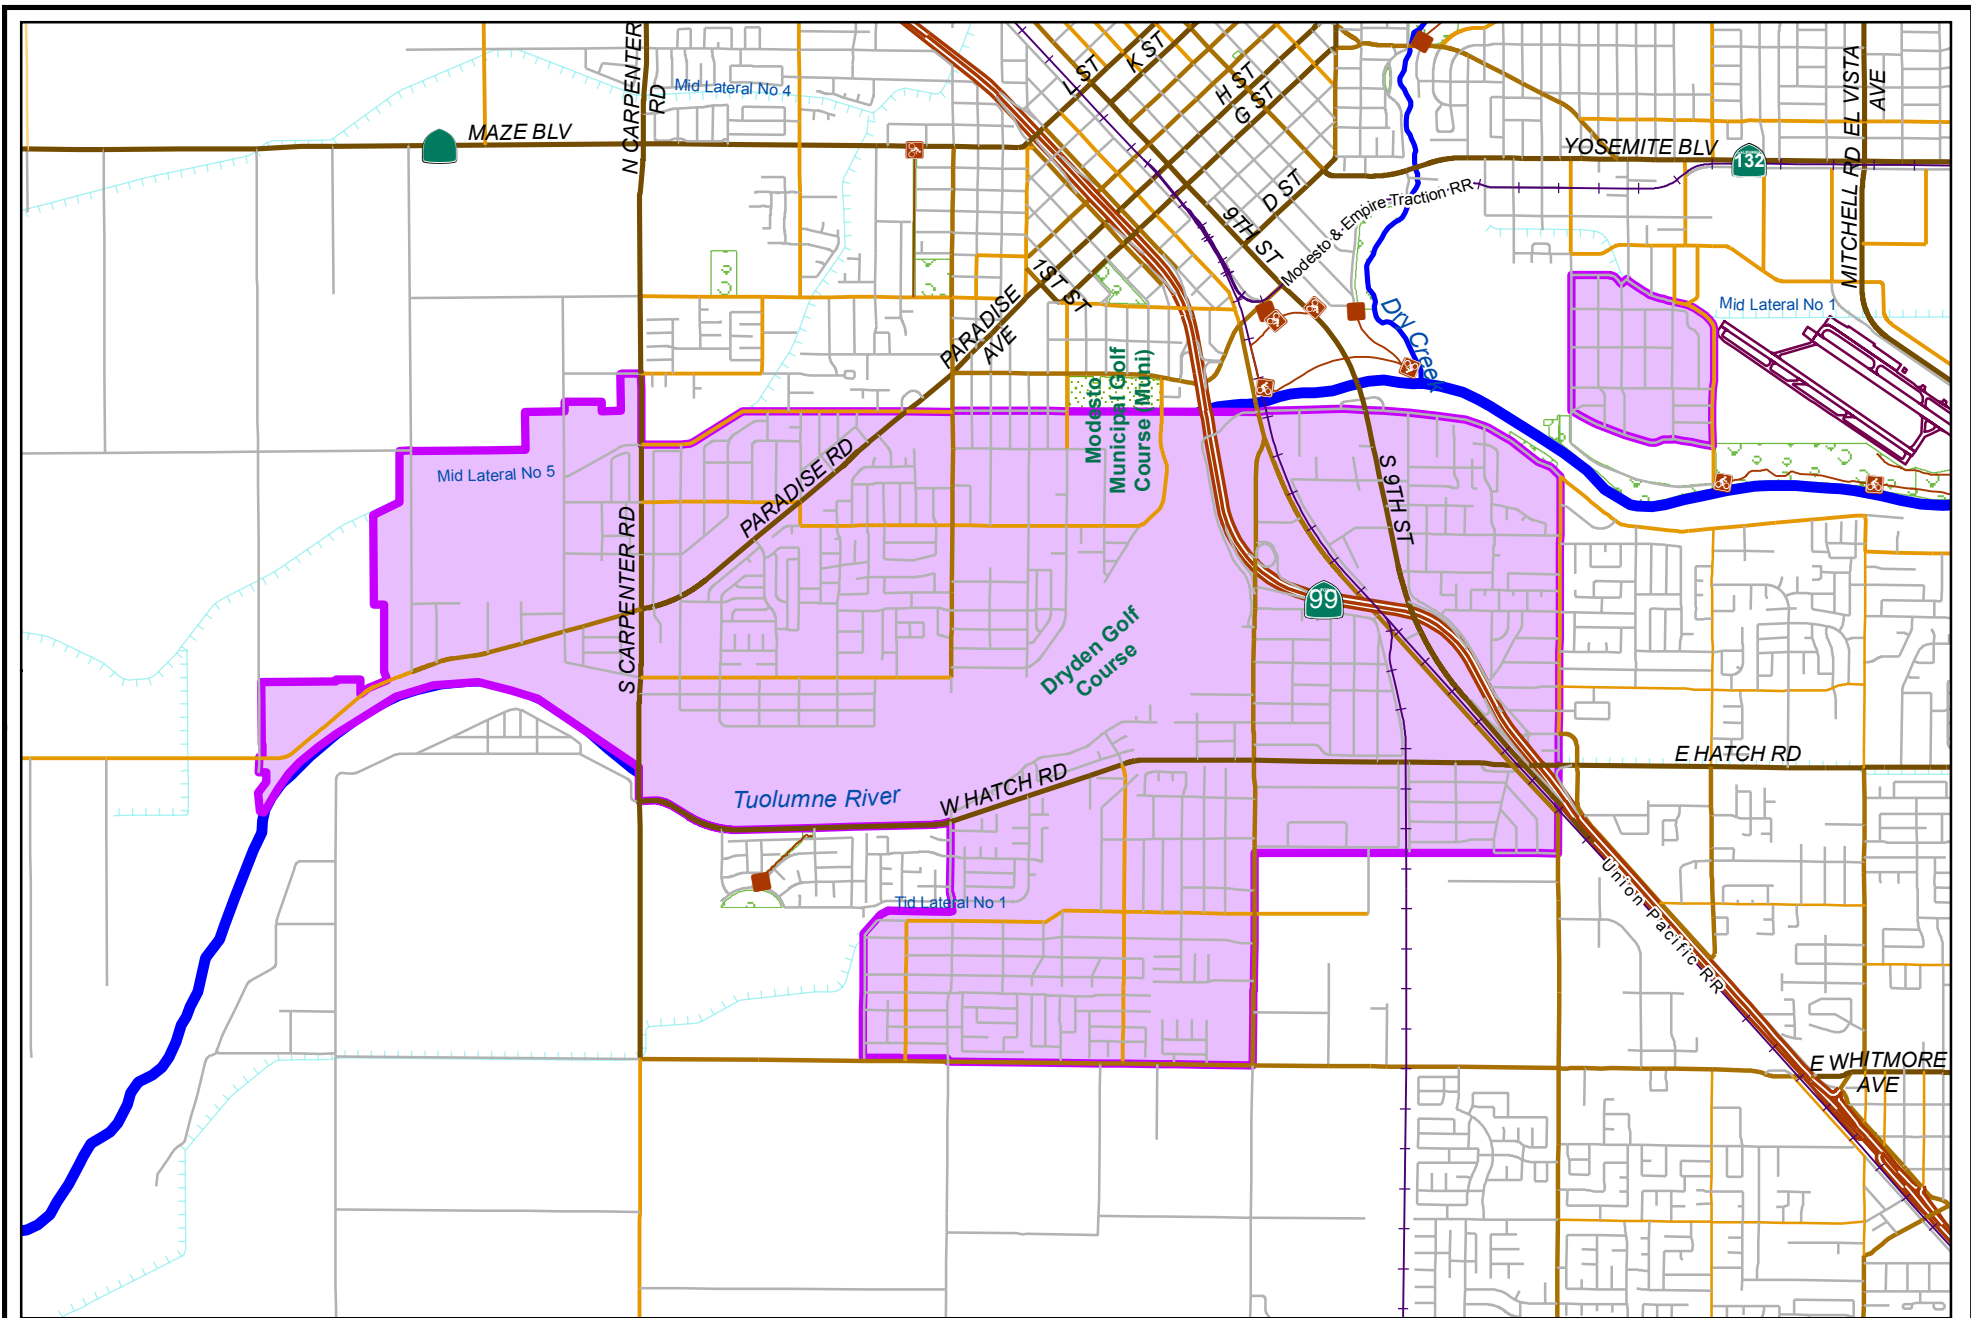 N CARPENTER
RD
Mid Lateral No 4
MAZE BLV
L ST
K ST
H ST
G ST
D ST
9TH ST
1ST ST
PARADISE
AVE
Modesto & Empire Traction RR
YOSEMITE BLV
132
MITCHELL RD EL VISTA
AVE
Mid Lateral No 1
Dry Creek
Modesto
Municipal Golf
Course (Muni)
Mid Lateral No 5
PARADISE RD
S CARPENTER RD
S 9TH ST
99
Dryden Golf
Course
E HATCH RD
W HATCH RD
Tuolumne River
Tid Lateral No 1
Union Pacific RR
E WHITMORE
AVE